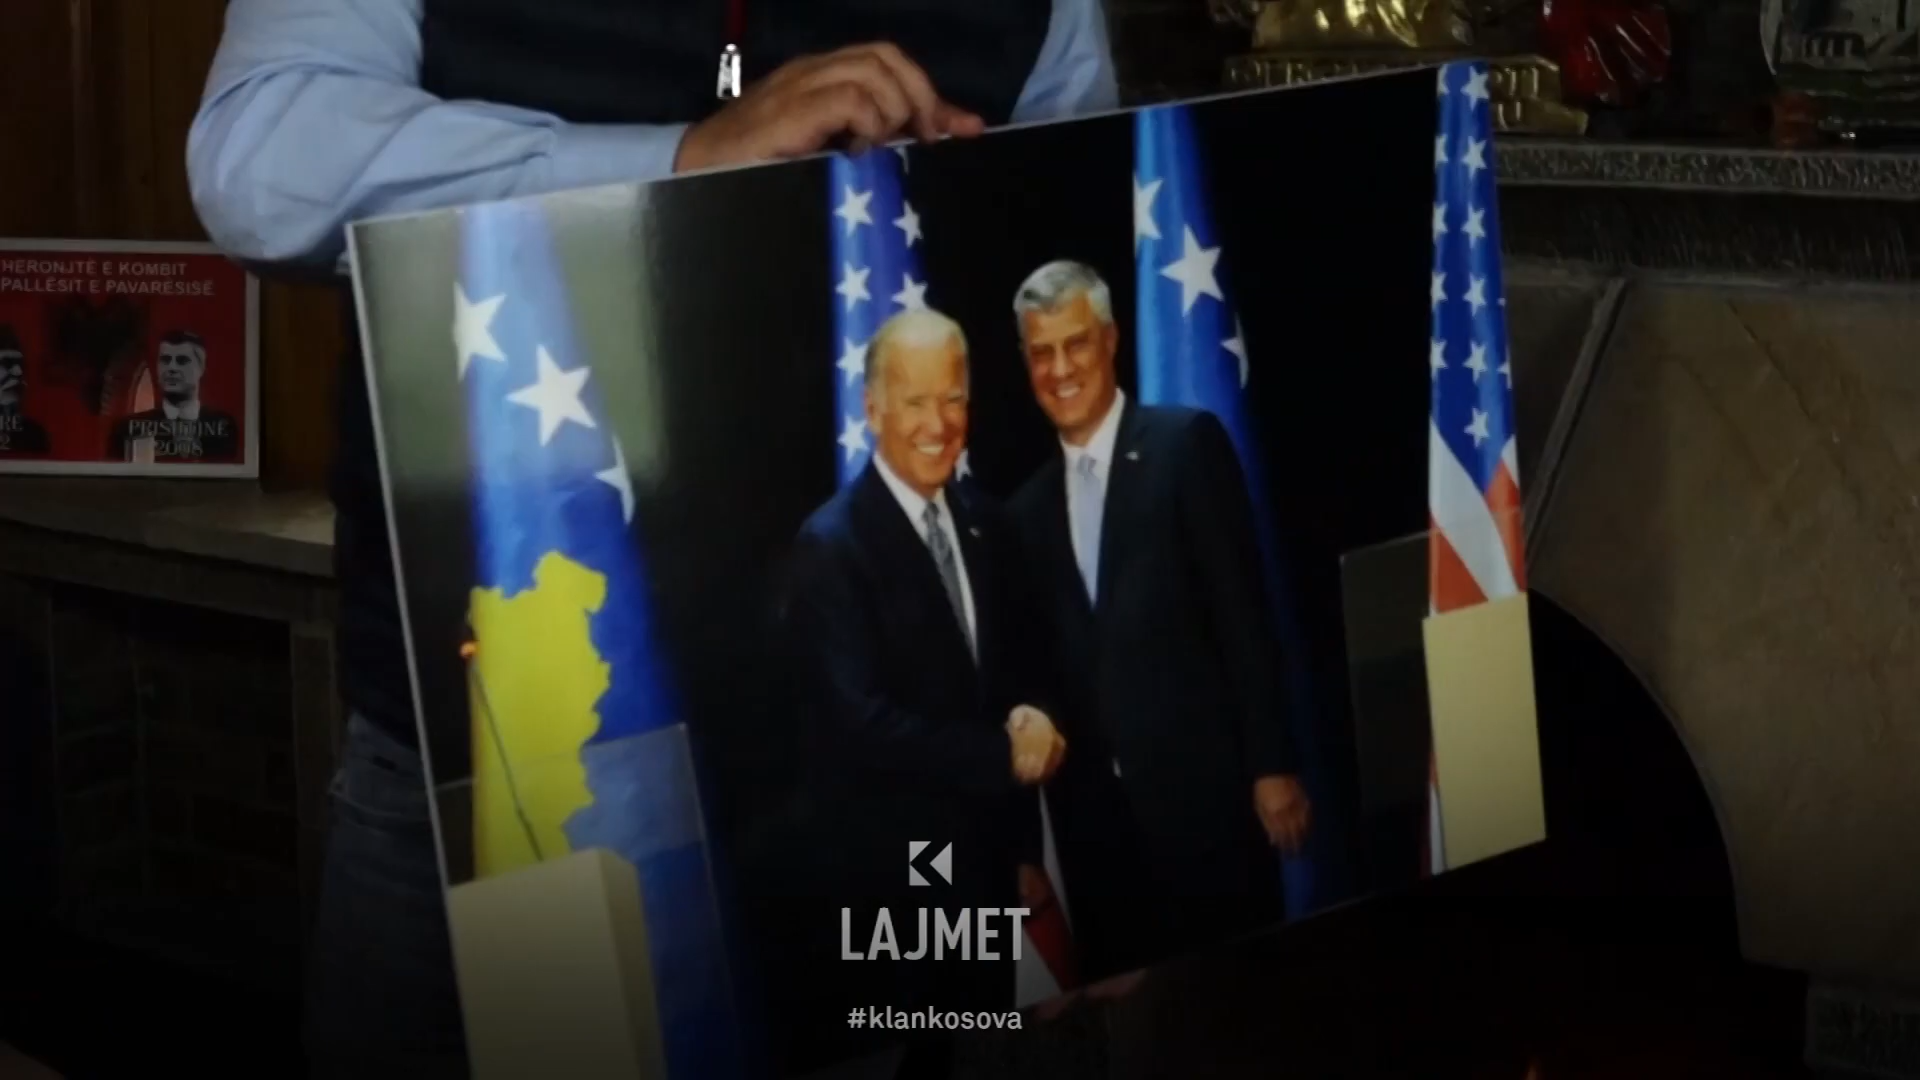 HERONJTË E KOMBIT
PALLËSIT E PAVARËSISË
PRISHTINË
2008
LAJMET
#klankosova